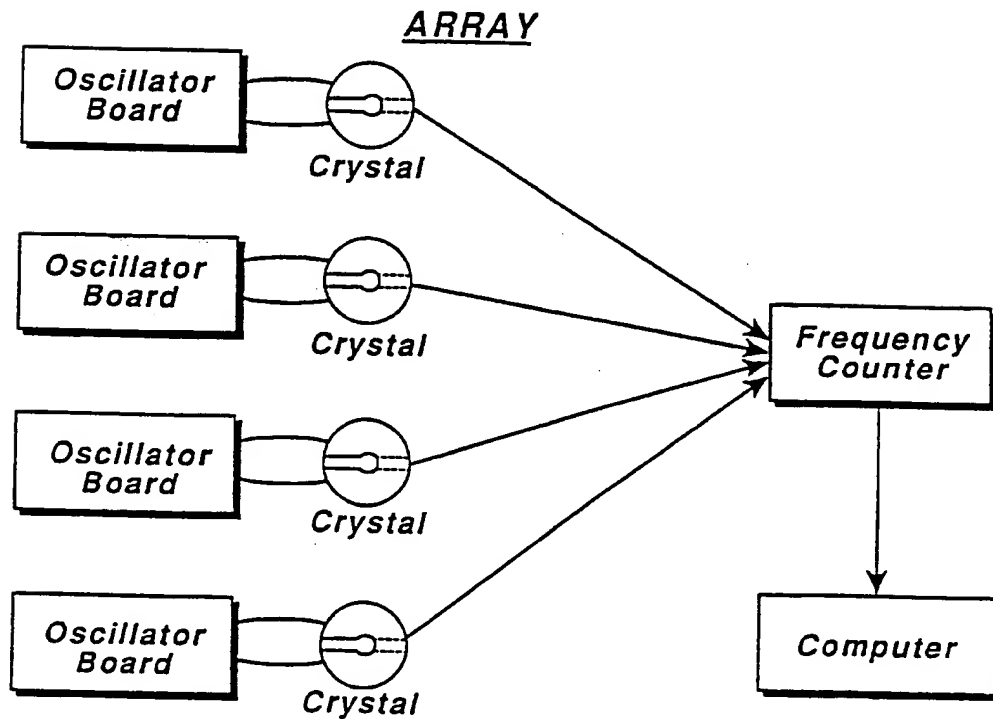 ARRAY
Oscillator
Board
Crystal
Oscillator
Board
Crystal
Frequency
Counter
Oscillator
Board
Crystal
Oscillator
Board
Crystal
Computer